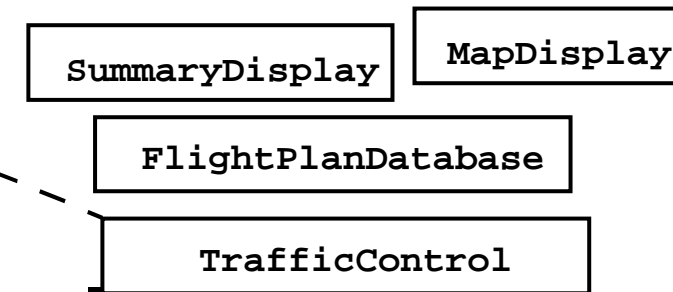 SummaryDisplay
MapDisplay
FlightPlanDatabase
TrafficControl